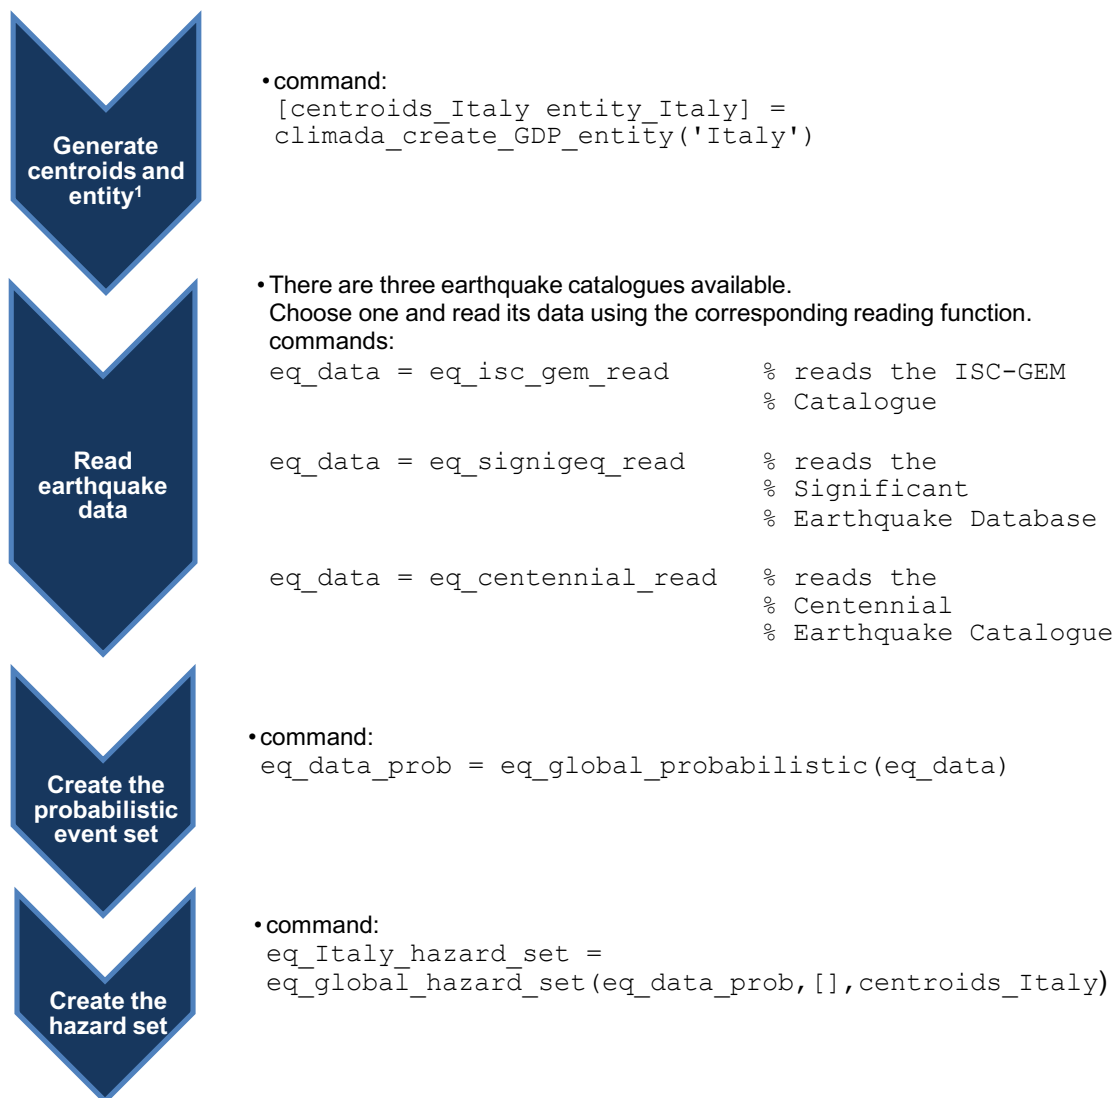 Generate
centroids and
entity¹
• command:
[centroids_Italy entity_Italy] =
climada_create_GDP_entity('Italy')
Read
earthquake
data
• There are three earthquake catalogues available.
Choose one and read its data using the corresponding reading function.
commands:
eq_data = eq_isc_gem_read % reads the ISC-GEM
% Catalogue
eq_data = eq_signigeq_read % reads the
% Significant
% Earthquake Database
eq_data = eq_centennial_read % reads the
% Centennial
% Earthquake Catalogue
Create the
probabilistic
event set
• command:
eq_data_prob = eq_global_probabilistic(eq_data)
Create the
hazard set
• command:
eq_Italy_hazard_set =
eq_global_hazard_set(eq_data_prob,[],centroids_Italy)